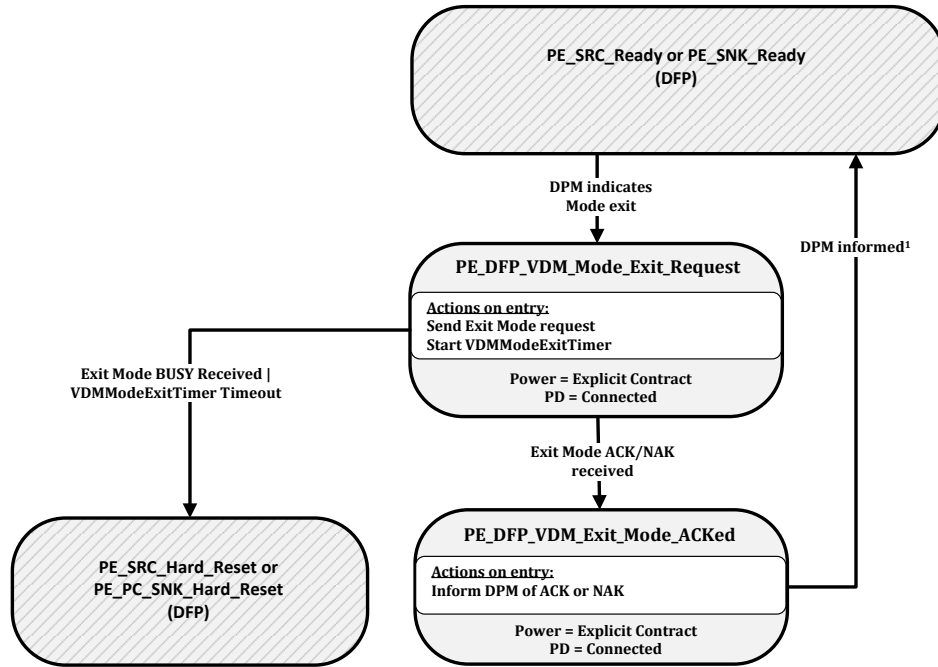 PE_SRC_Ready or PE_SNK_Ready
(DFP)
DPM indicates
Mode exit
DPM informed¹
PE_DFP_VDM_Mode_Exit_Request
Actions on entry:
Send Exit Mode request
Start VDMModeExitTimer
Power = Explicit Contract
PD = Connected
Exit Mode BUSY Received |
VDMModeExitTimer Timeout
Exit Mode ACK/NAK
received
PE_DFP_VDM_Exit_Mode_ACKed
Actions on entry:
Inform DPM of ACK or NAK
Power = Explicit Contract
PD = Connected
PE_SRC_Hard_Reset or
PE_PC_SNK_Hard_Reset
(DFP)